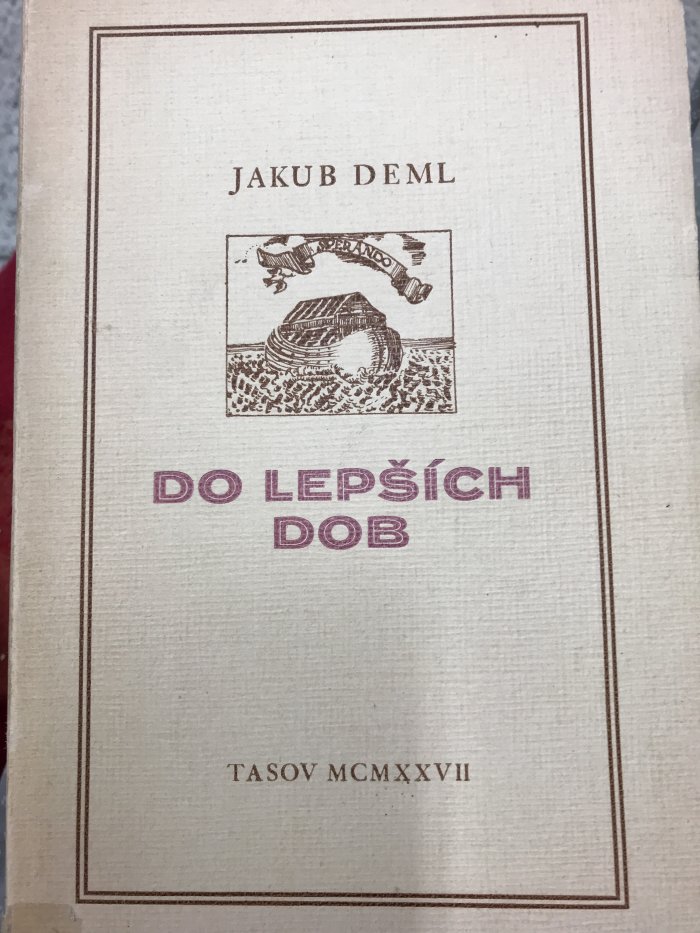 JAKUB DEML
SPERANDO
DO LEPŠÍCH
DOB
TASOV MCMXXVII